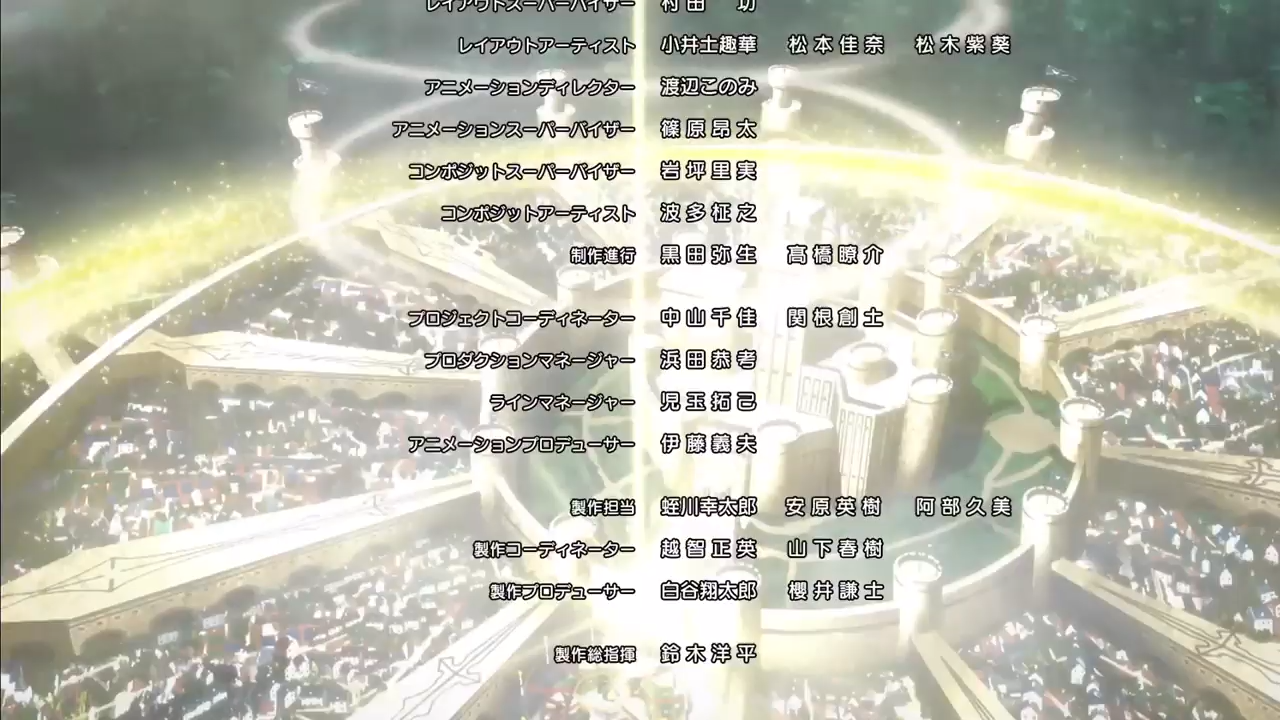 レイアウトスーパーバイザー 村田 功
レイアウトアーティスト 小井土趣華 松本佳奈 松木紫葵
アニメーションディレクター 渡辺このみ
アニメーションスーパーバイザー 篠原昂太
コンポジットスーパーバイザー 岩坪里実
コンポジットアーティスト 波多柾之
制作進行 黒田弥生 高橋瞭介
プロジェクトコーディネーター 中山千佳 関根創士
プロダクションマネージャー 浜田恭考
ラインマネージャー 児玉拓己
アニメーションプロデューサー 伊藤義夫
製作担当 蛭川幸太郎 安原英樹 阿部久美
製作コーディネーター 越智正英 山下春樹
製作プロデューサー 白谷翔太郎 櫻井謙士
製作総指揮 鈴木洋平